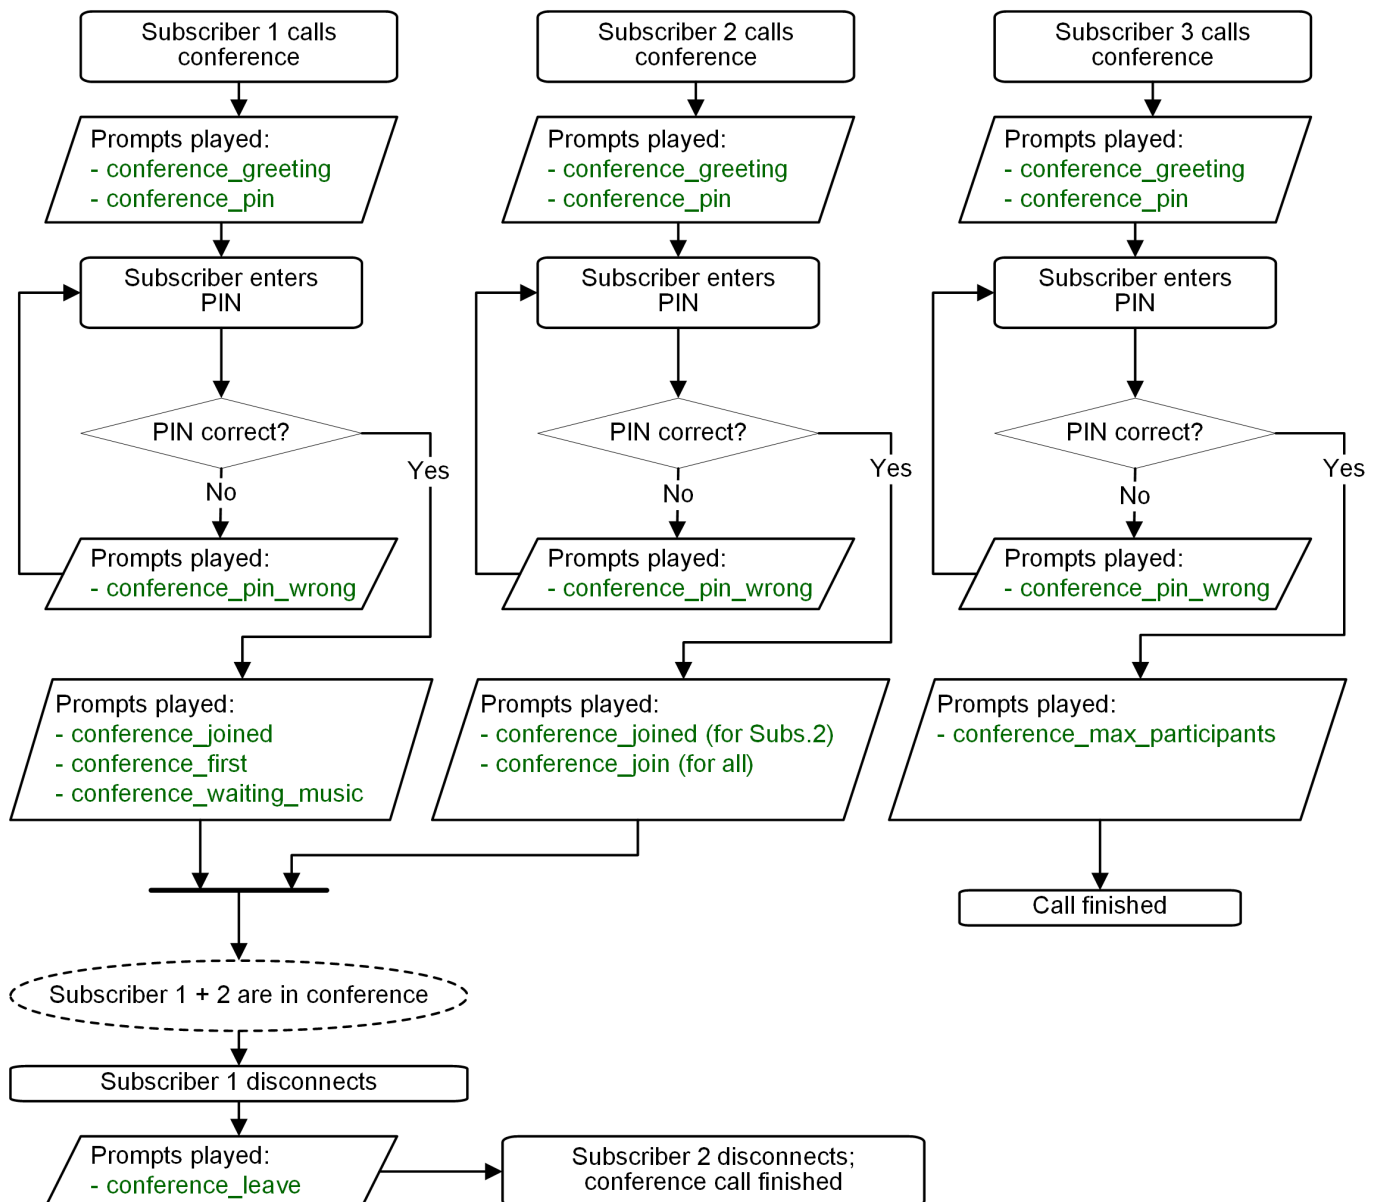 Subscriber 1 calls
conference
Subscriber 2 calls
conference
Subscriber 3 calls
conference
Prompts played:
- conference_greeting
- conference_pin
Prompts played:
- conference_greeting
- conference_pin
Prompts played:
- conference_greeting
- conference_pin
Subscriber enters
PIN
Subscriber enters
PIN
Subscriber enters
PIN
PIN correct?
PIN correct?
PIN correct?
Yes
Yes
Yes
No
No
No
Prompts played:
- conference_pin_wrong
Prompts played:
- conference_pin_wrong
Prompts played:
- conference_pin_wrong
Prompts played:
- conference_joined
- conference_first
- conference_waiting_music
Prompts played:
- conference_joined (for Subs.2)
- conference_join (for all)
Prompts played:
- conference_max_participants
Call finished
Subscriber 1 + 2 are in conference
Subscriber 1 disconnects
Prompts played:
- conference_leave
Subscriber 2 disconnects;
conference call finished